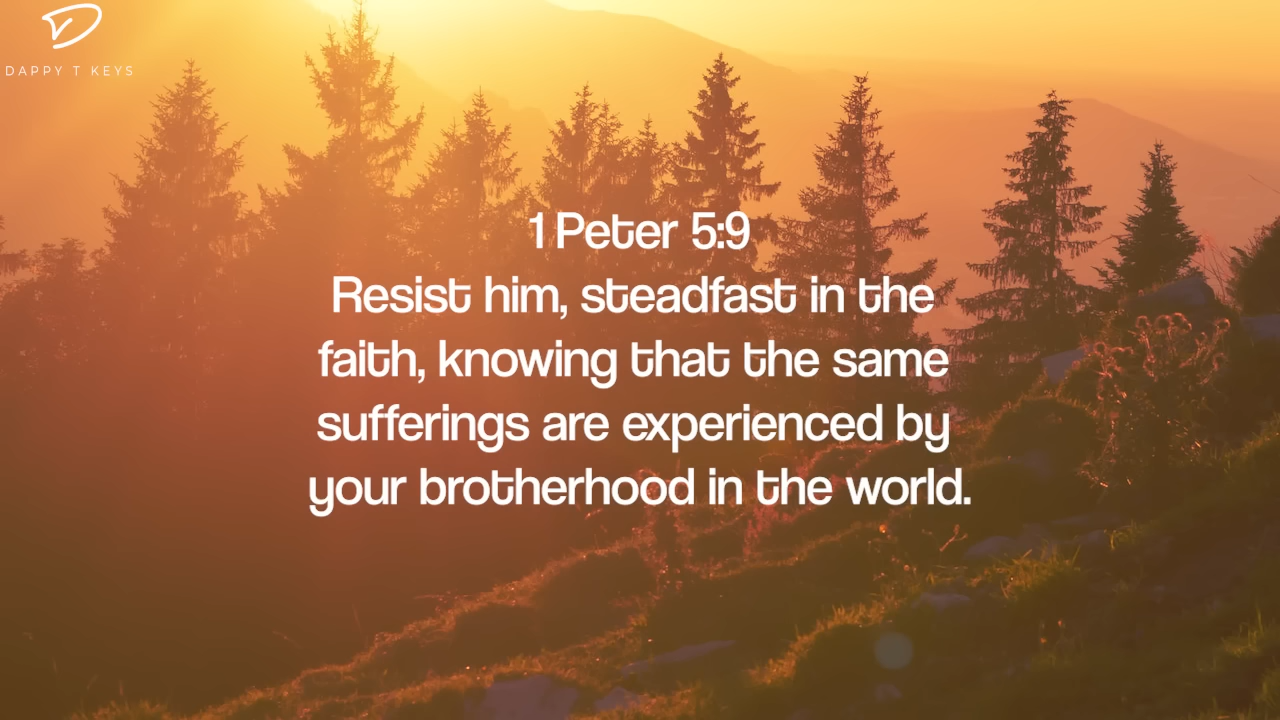 DAPPY T KEYS
1 Peter 5:9
Resist him, steadfast in the
faith, knowing that the same
sufferings are experienced by
your brotherhood in the world.